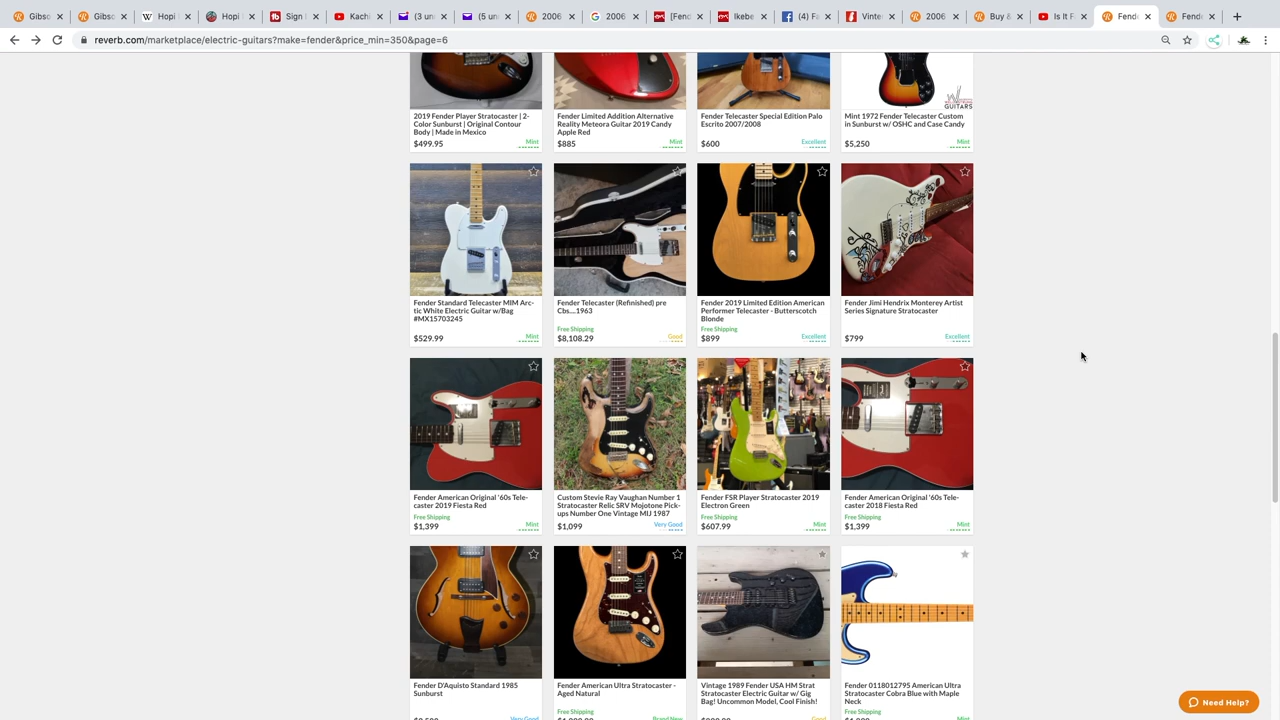 Gibso
Gibso
Hopi
Hopi
Sign
Kach
(3 un
(5 un
Ikebe
(4) F
Gibso
2006
Buy &
Is It F
Fend
Fend
reverb.com/marketplace/electric-guitars?make=fender&price_min=350&page=6
GUITARS
2019 Fender Player Stratocaster | 2-
Color Sunburst | Original Contour
Body | Made in Mexico
$499.95
Mint
Fender Limited Addition Alternative
Reality Meteora Guitar 2019 Candy
Apple Red
$885
Mint
Fender Telecaster Special Edition Palo
Escrito 2007/2008
$600
Excellent
Mint 1972 Fender Telecaster Custom
in Sunburst w/ OSHC and Case Candy
$5,250
Mint
Fender Standard Telecaster MIM Arc-
tic White Electric Guitar w/Bag
#MX15703245
$529.99
Mint
Fender Telecaster (Refinished) pre
Cbs....1963
Free Shipping
$8,108.29
Good
Fender 2019 Limited Edition American
Performer Telecaster - Butterscotch
Blonde
Free Shipping
$899
Excellent
Fender Jimi Hendrix Monterey Artist
Series Signature Stratocaster
$799
Excellent
Fender American Original '60s Tele-
caster 2019 Fiesta Red
Free Shipping
$1,399
Mint
Custom Stevie Ray Vaughan Number 1
Stratocaster Relic SRV Mojotone Pick-
ups Number One Vintage MIJ 1987
$1,099
Very Good
Fender FSR Player Stratocaster 2019
Electron Green
Free Shipping
$607.99
Mint
Fender American Original '60s Tele-
caster 2018 Fiesta Red
Free Shipping
$1,399
Mint
Fender D'Aquisto Standard 1985
Sunburst
Very Good
Fender American Ultra Stratocaster -
Aged Natural
Free Shipping
Brand New
Vintage 1989 Fender USA HM Strat
Stratocaster Electric Guitar w/ Gig
Bag! Uncommon Model, Cool Finish!
Good
Fender 0118012795 American Ultra
Stratocaster Cobra Blue with Maple
Neck
Free Shipping
Mint
Need Help?